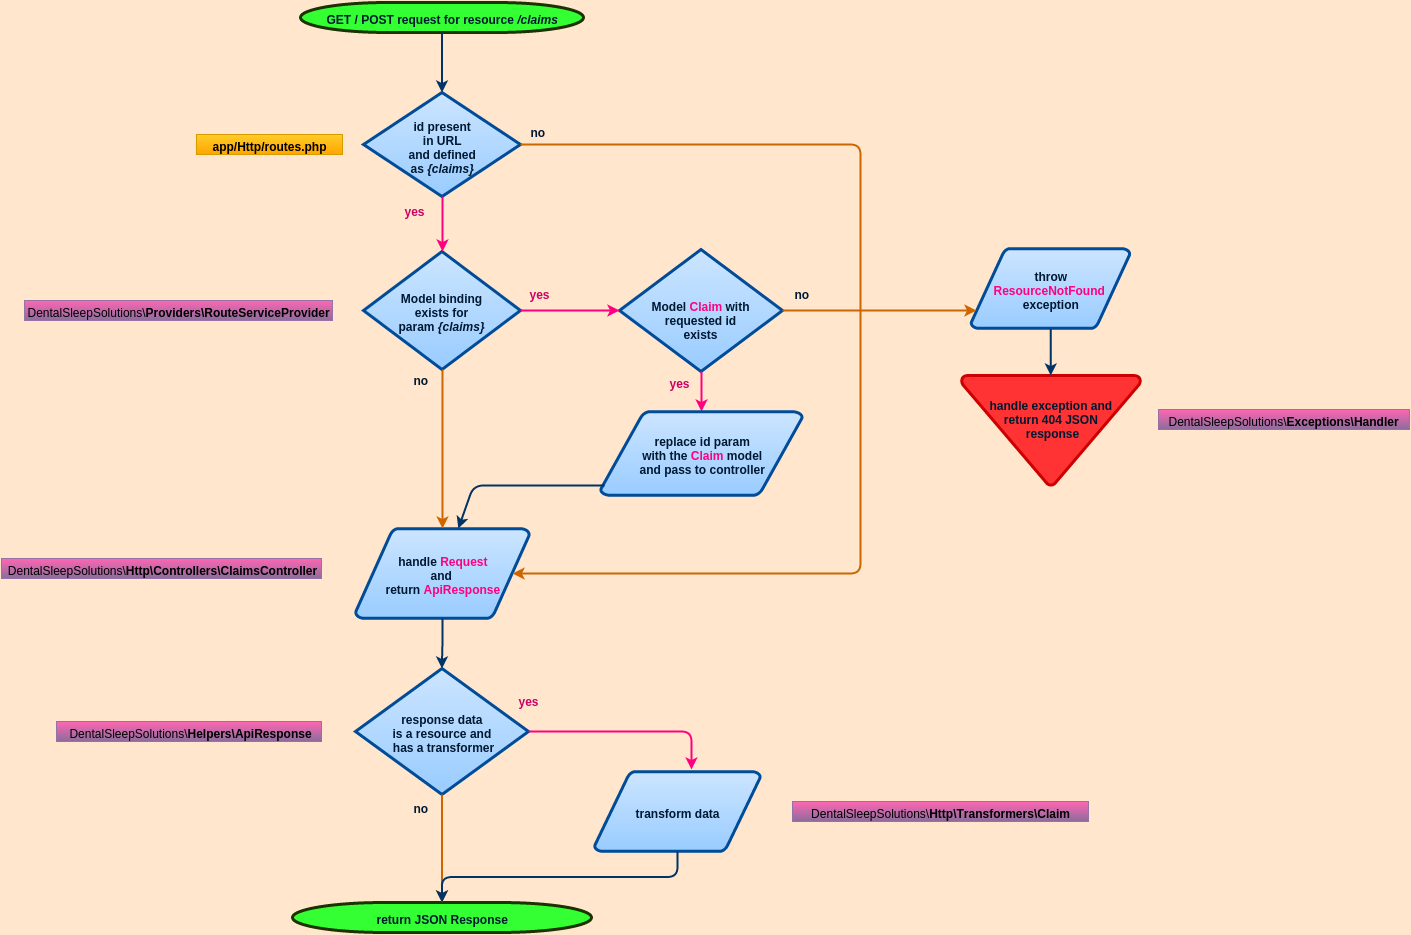 GET / POST request for resource /claims
id present
in URL
and defined
as {claims}
no
app/Http/routes.php
yes
Model binding
exists for
param {claims}
yes
Model Claim with
requested id
exists
no
throw
ResourceNotFound
exception
DentalSleepSolutions\Providers\RouteServiceProvider
no
yes
handle exception and
return 404 JSON
response
DentalSleepSolutions\Exceptions\Handler
replace id param
with the Claim model
and pass to controller
handle Request
and
return ApiResponse
DentalSleepSolutions\Http\Controllers\ClaimsController
yes
response data
is a resource and
has a transformer
DentalSleepSolutions\Helpers\ApiResponse
no
transform data
DentalSleepSolutions\Http\Transformers\Claim
return JSON Response